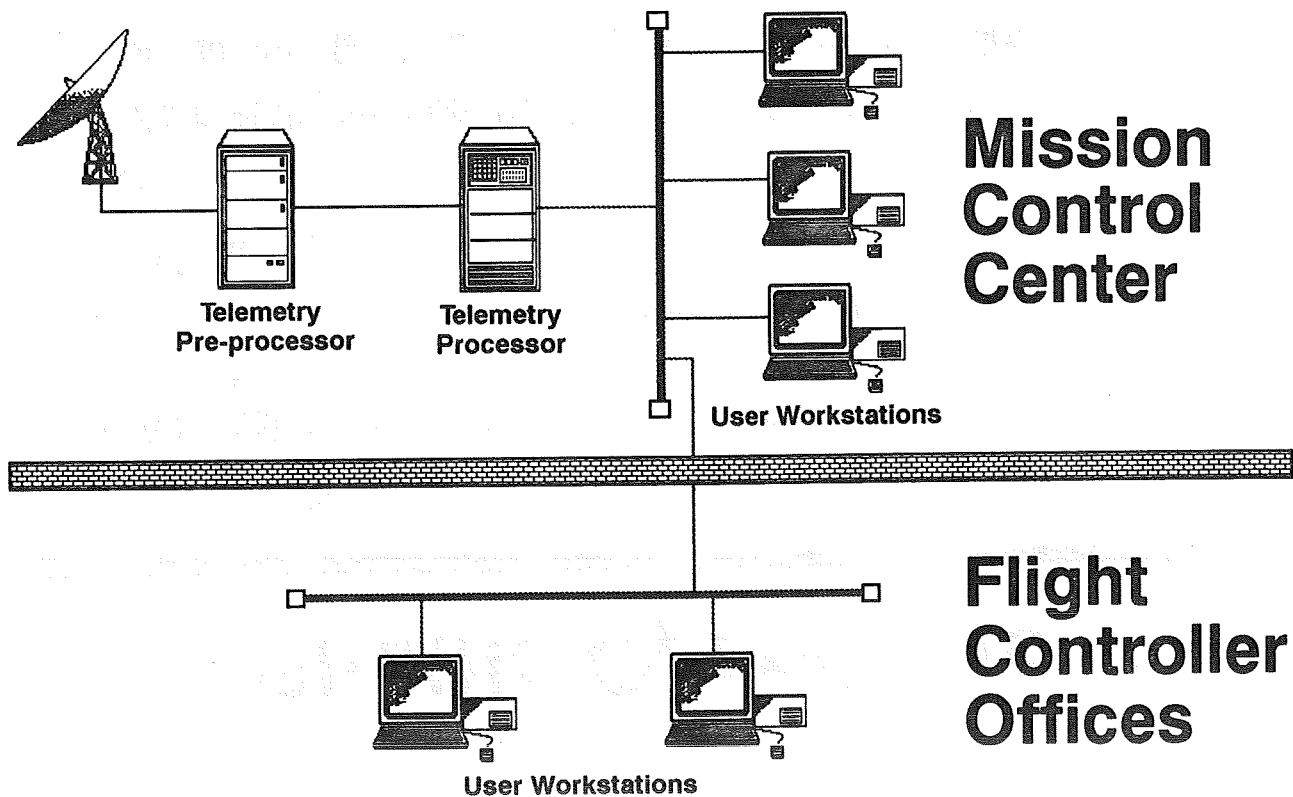 Mission
Control
Center
Telemetry
Pre-processor
Telemetry
Processor
User Workstations
Flight
Controller
Offices
User Workstations